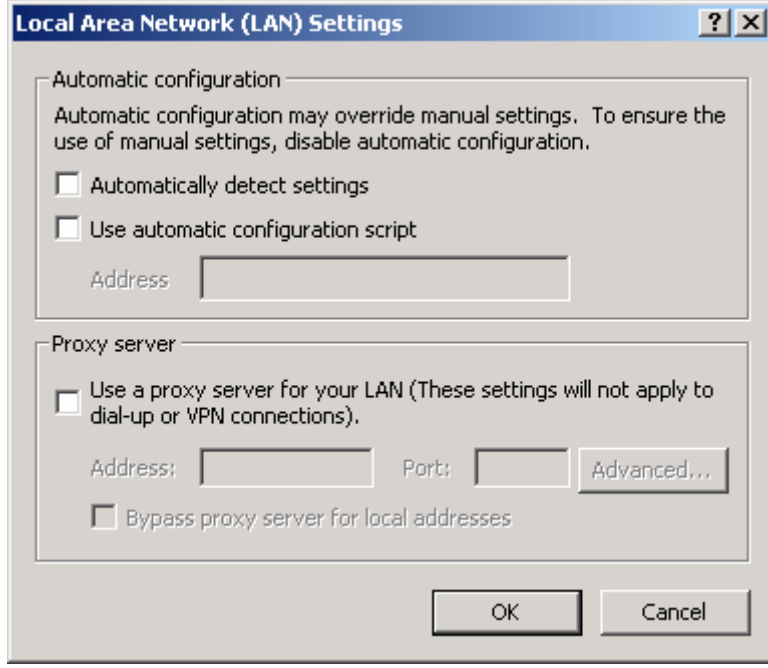 Local Area Network (LAN) Settings
Automatic configuration
Automatic configuration may override manual settings.  To ensure the
use of manual settings, disable automatic configuration.
Automatically detect settings
Use automatic configuration script
Address
Proxy server
Use a proxy server for your LAN (These settings will not apply to
dial-up or VPN connections).
Address: Port: Advanced...
Bypass proxy server for local addresses
OK Cancel